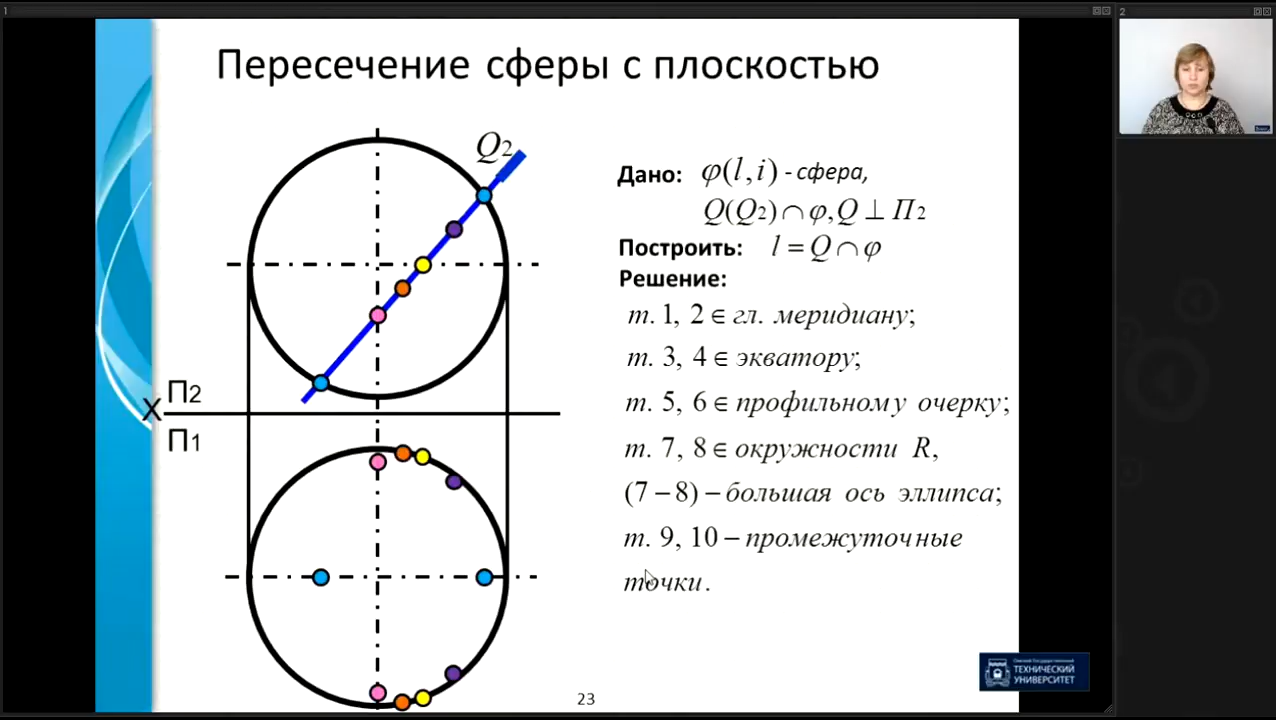 1
2
Пересечение сферы с плоскостью
Q2
Дано: φ(l,i) - сфера,
Q(Q2)∩φ, Q ⊥ П2
Построить: l = Q∩φ
Решение:
т. 1, 2 ∈ гл. меридиану;
т. 3, 4 ∈ экватору;
т. 5, 6 ∈ профильному очерку;
т. 7, 8 ∈ окружности R,
(7 – 8) – большая ось эллипса;
т. 9, 10 – промежуточные
точки.
П2
X
П1
ТЕХНИЧЕСКИЙ
УНИВЕРСИТЕТ
23